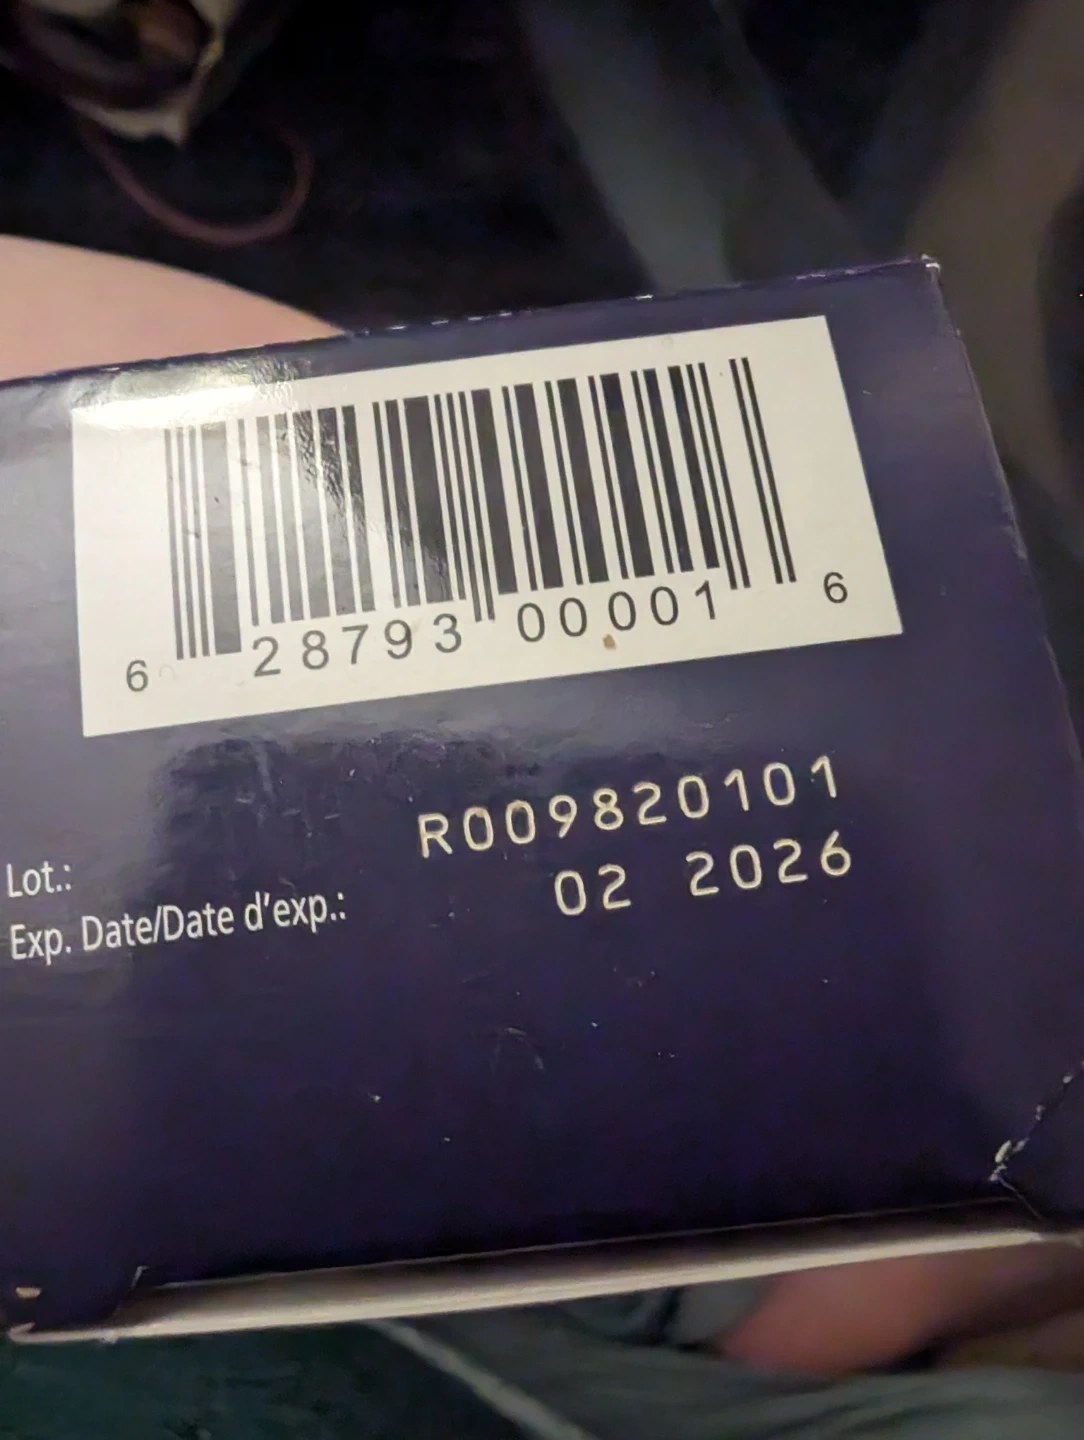 6 28793 00001 6
Lot.: R009820101
Exp. Date/Date d'exp.: 02 2026